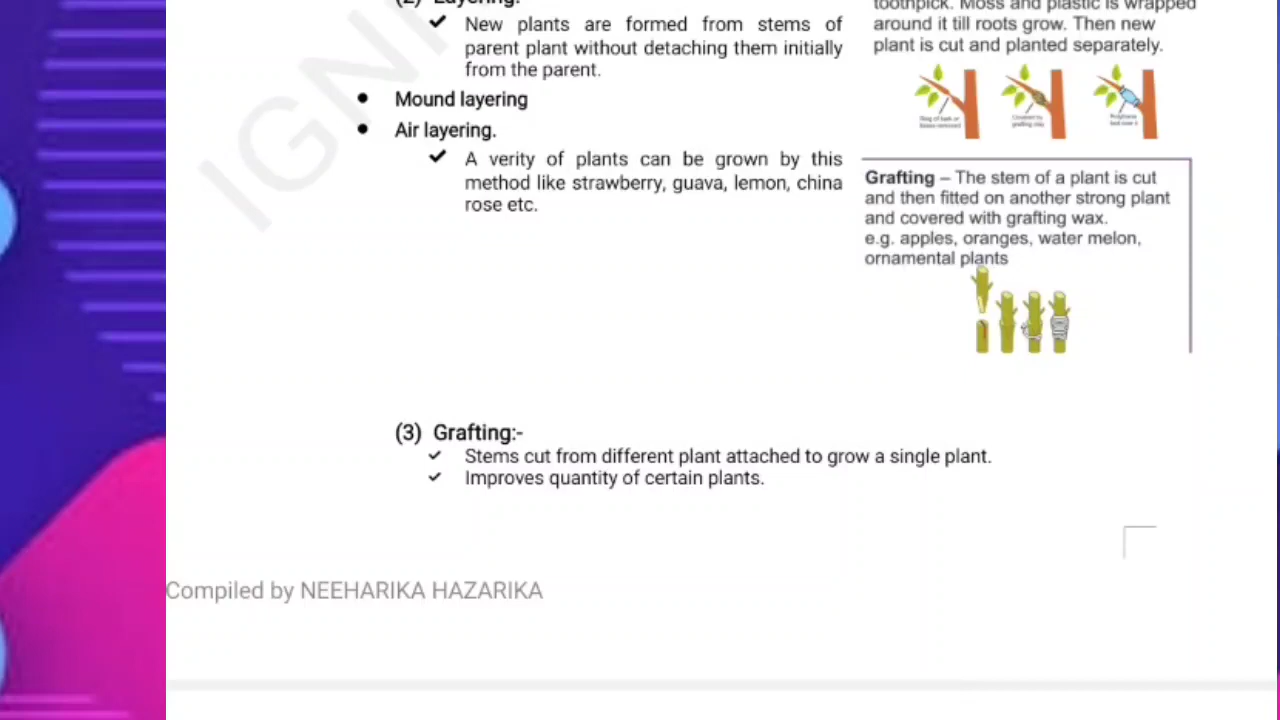 (2) Layering:
New plants are formed from stems of
parent plant without detaching them initially
from the parent.
Mound layering
Air layering.
A verity of plants can be grown by this
method like strawberry, guava, lemon, china
rose etc.
toothpick. Moss and plastic is wrapped
around it till roots grow. Then new
plant is cut and planted separately.
Grafting – The stem of a plant is cut
and then fitted on another strong plant
and covered with grafting wax.
e.g. apples, oranges, water melon,
ornamental plants
(3) Grafting:-
Stems cut from different plant attached to grow a single plant.
Improves quantity of certain plants.
Compiled by NEEHARIKA HAZARIKA
IGNI